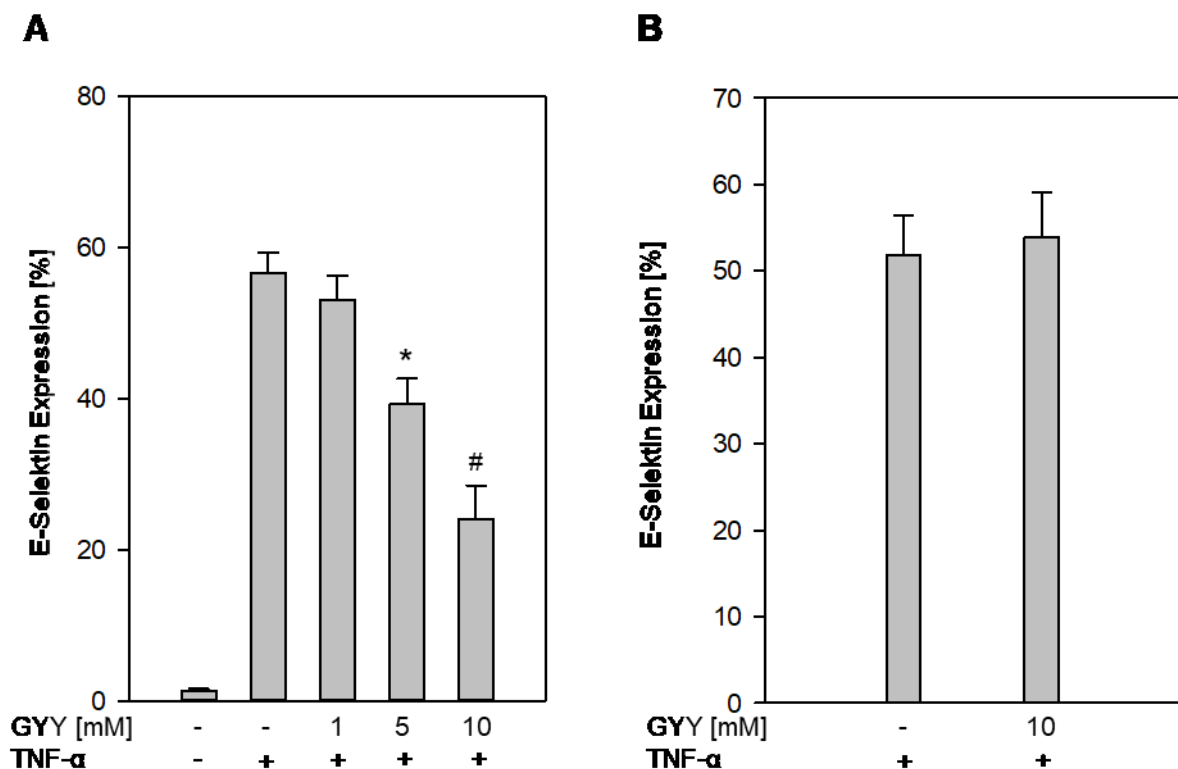 A
B
E-Selektin Expression [%]
80
60
40
20
0
*
#
GYY [mM] - - 1 5 10
TNF-α - + + + +
E-Selektin Expression [%]
70
60
50
40
30
20
10
0
GYY [mM] - 10
TNF-α + +